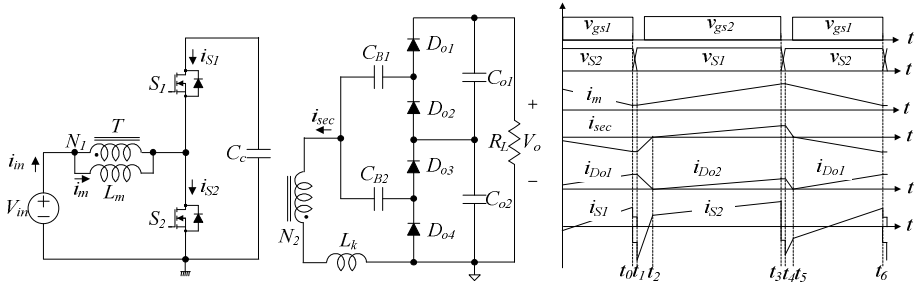 i_S1
S_1
T
N_1
i_in
i_m
L_m
C_c
i_S2
V_in
S_2
C_B1
D_o1
C_o1
D_o2
i_sec
+
R_L
V_o
−
D_o3
C_B2
C_o2
D_o4
N_2
L_k
v_gs1 v_gs2 v_gs1
t
v_S2 v_S1 v_S2
t
i_m
t
i_sec
t
i_Do1 i_Do2 i_Do1
t
i_S1 i_S2
t
t_0 t_1 t_2 t_3 t_4 t_5 t_6